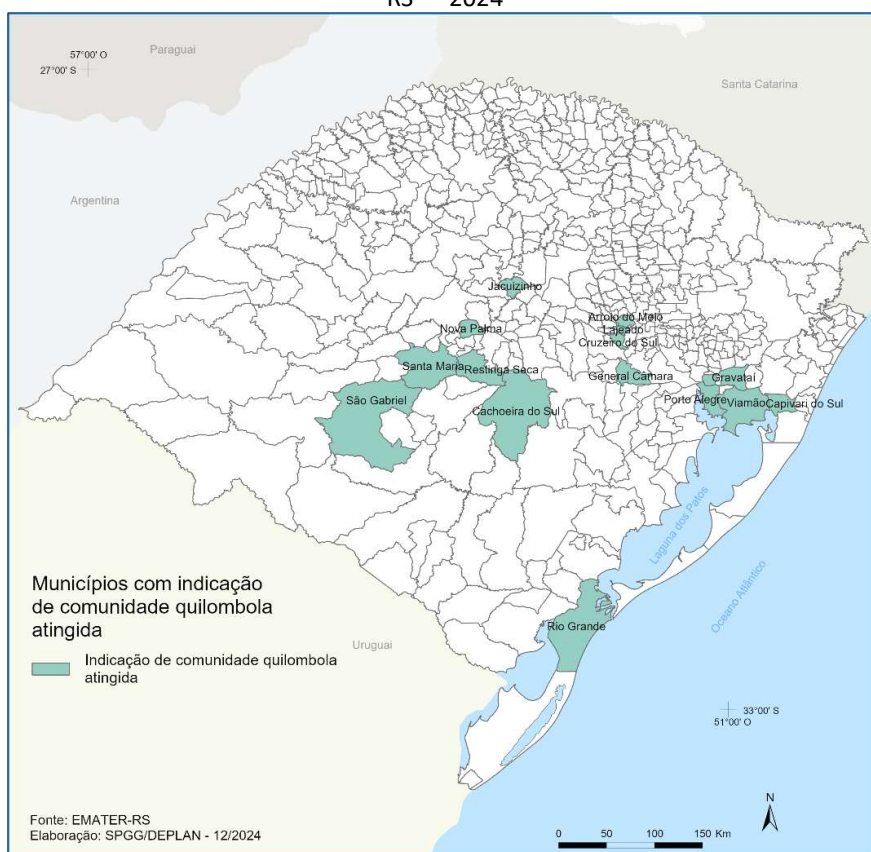 RS — 2024
57°00' O
27°00' S
Paraguai
Santa Catarina
Argentina
Jacuizinho
Arroio do Meio
Lajeado
Nova Palma
Cruzeiro do Sul
Santa Maria
Restinga Seca
General Câmara
Gravataí
São Gabriel
Cachoeira do Sul
Porto Alegre
Viamão
Capivari do Sul
Laguna dos Patos
Oceano Atlântico
Municípios com indicação
de comunidade quilombola
atingida
Indicação de comunidade quilombola
atingida
Uruguai
Rio Grande
33°00' S
51°00' O
N
Fonte: EMATER-RS
Elaboração: SPGG/DEPLAN - 12/2024
0 50 100 150 Km